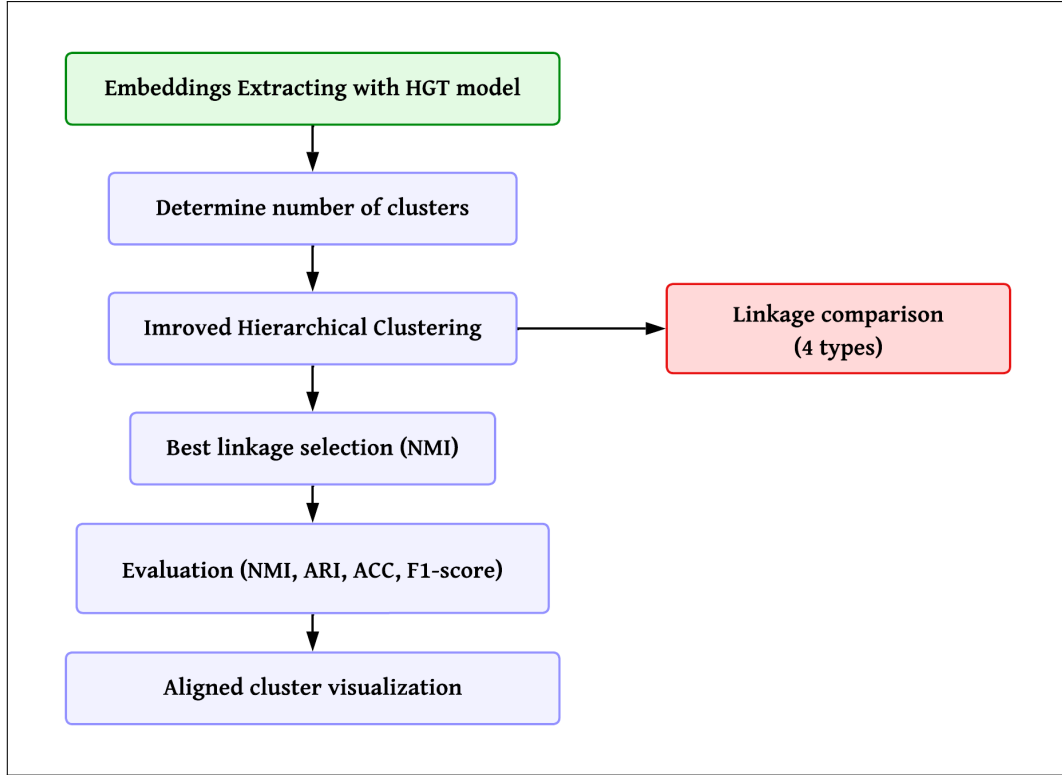 Embeddings Extracting with HGT model
Determine number of clusters
Imroved Hierarchical Clustering
Linkage comparison
(4 types)
Best linkage selection (NMI)
Evaluation (NMI, ARI, ACC, F1-score)
Aligned cluster visualization